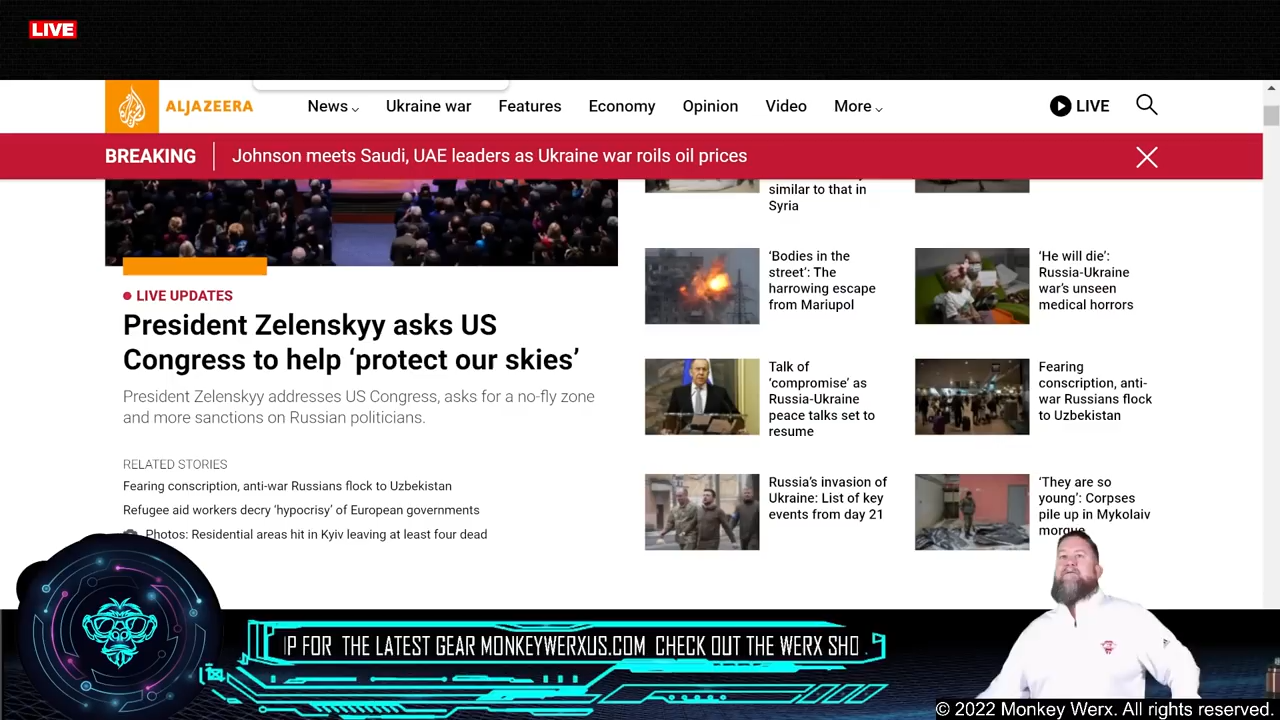 LIVE
ALJAZEERA
News
Ukraine war
Features
Economy
Opinion
Video
More
LIVE
BREAKING
Johnson meets Saudi, UAE leaders as Ukraine war roils oil prices
LIVE UPDATES
President Zelenskyy asks US
Congress to help ‘protect our skies’
President Zelenskyy addresses US Congress, asks for a no-fly zone
and more sanctions on Russian politicians.
RELATED STORIES
Fearing conscription, anti-war Russians flock to Uzbekistan
Refugee aid workers decry ‘hypocrisy’ of European governments
Photos: Residential areas hit in Kyiv leaving at least four dead
similar to that in
Syria
‘Bodies in the
street’: The
harrowing escape
from Mariupol
‘He will die’:
Russia-Ukraine
war’s unseen
medical horrors
Talk of
‘compromise’ as
Russia-Ukraine
peace talks set to
resume
Fearing
conscription, anti-
war Russians flock
to Uzbekistan
Russia’s invasion of
Ukraine: List of key
events from day 21
‘They are so
young’: Corpses
pile up in Mykolaiv
morgue
P FOR THE LATEST GEAR MONKEYWERXUS.COM CHECK OUT THE WERX SHO
© 2022 Monkey Werx. All rights reserved.